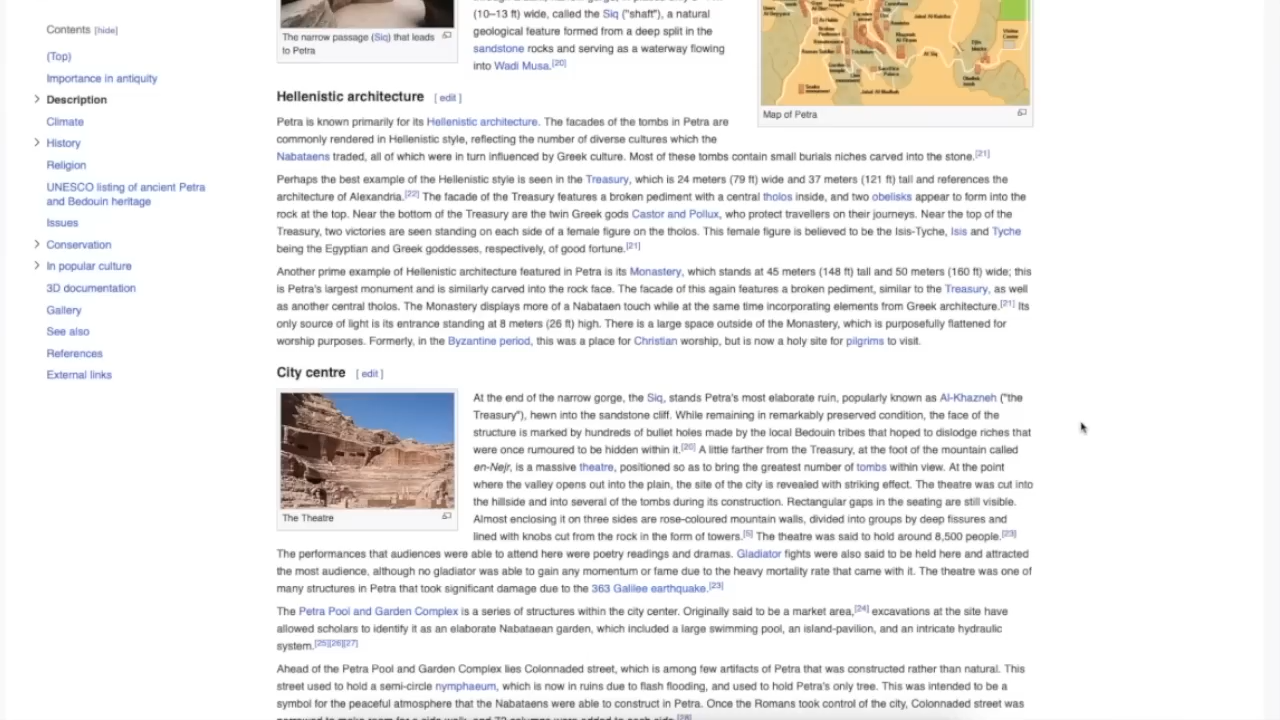 Contents [hide]
(Top)
Importance in antiquity
Description
Climate
History
Religion
UNESCO listing of ancient Petra
and Bedouin heritage
Issues
Conservation
In popular culture
3D documentation
Gallery
See also
References
External links
The narrow passage (Siq) that leads
to Petra
(10–13 ft) wide, called the Siq ("shaft"), a natural
geological feature formed from a deep split in the
sandstone rocks and serving as a waterway flowing
into Wadi Musa.[20]
Map of Petra
Hellenistic architecture [ edit ]
Petra is known primarily for its Hellenistic architecture. The facades of the tombs in Petra are
commonly rendered in Hellenistic style, reflecting the number of diverse cultures which the
Nabataens traded, all of which were in turn influenced by Greek culture. Most of these tombs contain small burials niches carved into the stone.[21]
Perhaps the best example of the Hellenistic style is seen in the Treasury, which is 24 meters (79 ft) wide and 37 meters (121 ft) tall and references the
architecture of Alexandria.[22] The facade of the Treasury features a broken pediment with a central tholos inside, and two obelisks appear to form into the
rock at the top. Near the bottom of the Treasury are the twin Greek gods Castor and Pollux, who protect travellers on their journeys. Near the top of the
Treasury, two victories are seen standing on each side of a female figure on the tholos. This female figure is believed to be the Isis-Tyche, Isis and Tyche
being the Egyptian and Greek goddesses, respectively, of good fortune.[21]
Another prime example of Hellenistic architecture featured in Petra is its Monastery, which stands at 45 meters (148 ft) tall and 50 meters (160 ft) wide; this
is Petra's largest monument and is similarly carved into the rock face. The facade of this again features a broken pediment, similar to the Treasury, as well
as another central tholos. The Monastery displays more of a Nabataen touch while at the same time incorporating elements from Greek architecture.[21] Its
only source of light is its entrance standing at 8 meters (26 ft) high. There is a large space outside of the Monastery, which is purposefully flattened for
worship purposes. Formerly, in the Byzantine period, this was a place for Christian worship, but is now a holy site for pilgrims to visit.
City centre [ edit ]
The Theatre
At the end of the narrow gorge, the Siq, stands Petra's most elaborate ruin, popularly known as Al-Khazneh ("the
Treasury"), hewn into the sandstone cliff. While remaining in remarkably preserved condition, the face of the
structure is marked by hundreds of bullet holes made by the local Bedouin tribes that hoped to dislodge riches that
were once rumoured to be hidden within it.[20] A little farther from the Treasury, at the foot of the mountain called
en-Nejr, is a massive theatre, positioned so as to bring the greatest number of tombs within view. At the point
where the valley opens out into the plain, the site of the city is revealed with striking effect. The theatre was cut into
the hillside and into several of the tombs during its construction. Rectangular gaps in the seating are still visible.
Almost enclosing it on three sides are rose-coloured mountain walls, divided into groups by deep fissures and
lined with knobs cut from the rock in the form of towers.[5] The theatre was said to hold around 8,500 people.[23]
The performances that audiences were able to attend here were poetry readings and dramas. Gladiator fights were also said to be held here and attracted
the most audience, although no gladiator was able to gain any momentum or fame due to the heavy mortality rate that came with it. The theatre was one of
many structures in Petra that took significant damage due to the 363 Galilee earthquake.[23]
The Petra Pool and Garden Complex is a series of structures within the city center. Originally said to be a market area,[24] excavations at the site have
allowed scholars to identify it as an elaborate Nabataean garden, which included a large swimming pool, an island-pavilion, and an intricate hydraulic
system.[25][26][27]
Ahead of the Petra Pool and Garden Complex lies Colonnaded street, which is among few artifacts of Petra that was constructed rather than natural. This
street used to hold a semi-circle nymphaeum, which is now in ruins due to flash flooding, and used to hold Petra's only tree. This was intended to be a
symbol for the peaceful atmosphere that the Nabataens were able to construct in Petra. Once the Romans took control of the city, Colonnaded street was